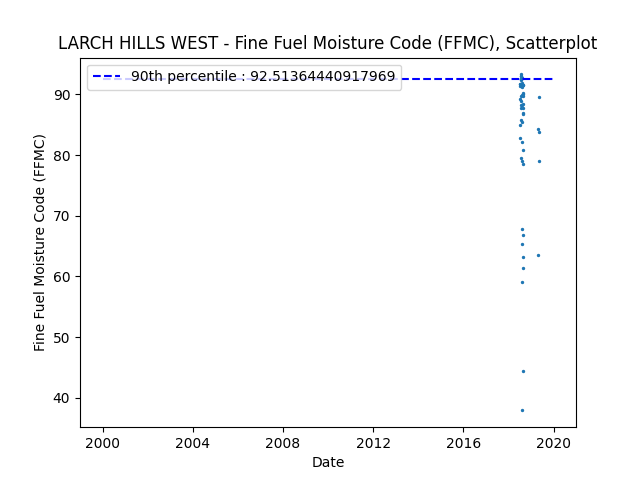 LARCH HILLS WEST - Fine Fuel Moisture Code (FFMC), Scatterplot
90th percentile : 92.51364440917969
Fine Fuel Moisture Code (FFMC)
90
80
70
60
50
40
2000 2004 2008 2012 2016 2020
Date